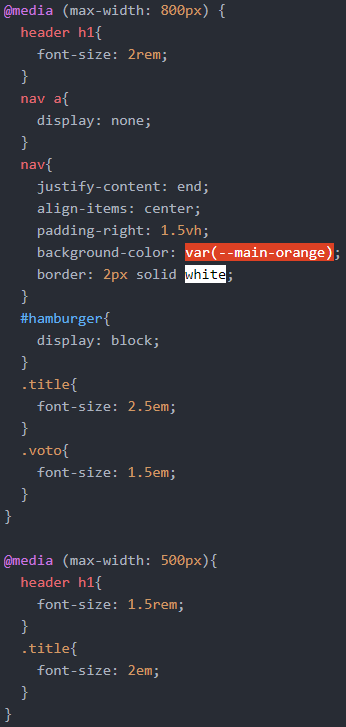 @media (max-width: 800px) {
  header h1{
    font-size: 2rem;
  }
  nav a{
    display: none;
  }
  nav{
    justify-content: end;
    align-items: center;
    padding-right: 1.5vh;
    background-color: var(--main-orange);
    border: 2px solid white;
  }
  #hamburger{
    display: block;
  }
  .title{
    font-size: 2.5em;
  }
  .voto{
    font-size: 1.5em;
  }
}

@media (max-width: 500px){
  header h1{
    font-size: 1.5rem;
  }
  .title{
    font-size: 2em;
  }
}